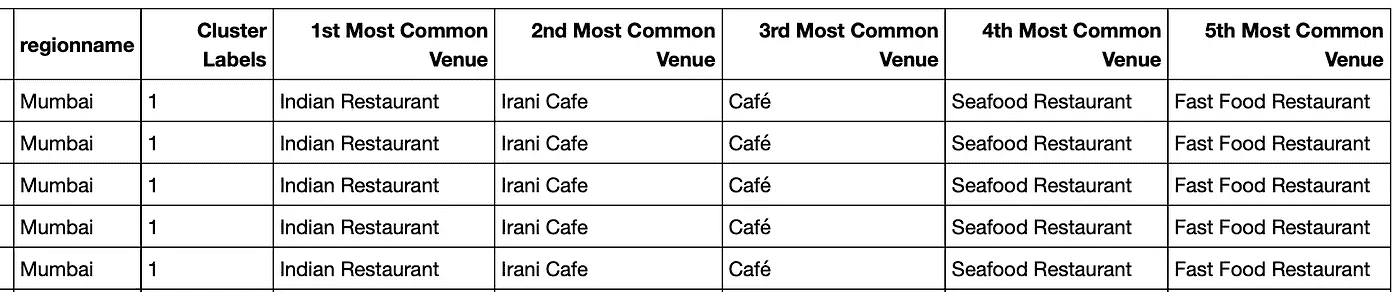 regionname Cluster Labels 1st Most Common Venue 2nd Most Common Venue 3rd Most Common Venue 4th Most Common Venue 5th Most Common Venue
Mumbai 1 Indian Restaurant Irani Cafe Café Seafood Restaurant Fast Food Restaurant
Mumbai 1 Indian Restaurant Irani Cafe Café Seafood Restaurant Fast Food Restaurant
Mumbai 1 Indian Restaurant Irani Cafe Café Seafood Restaurant Fast Food Restaurant
Mumbai 1 Indian Restaurant Irani Cafe Café Seafood Restaurant Fast Food Restaurant
Mumbai 1 Indian Restaurant Irani Cafe Café Seafood Restaurant Fast Food Restaurant